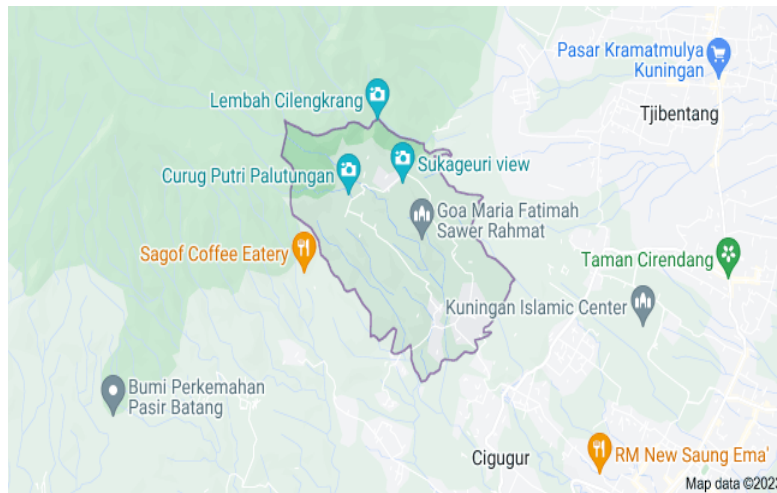 Pasar Kramatmulya
Kuningan
Lembah Cilengkrang
Tjibentang
Curug Putri Palutungan
Sukageuri view
Goa Maria Fatimah
Sawer Rahmat
Sagof Coffee Eatery
Taman Cirendang
Kuningan Islamic Center
Bumi Perkemahan
Pasir Batang
Cigugur
RM New Saung Ema'
Map data ©2023